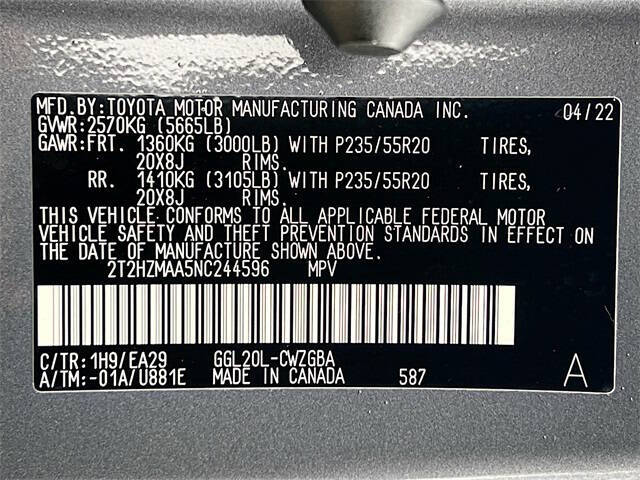 MFD.BY:TOYOTA MOTOR MANUFACTURING CANADA INC. 04/22
GVWR:2570KG (5665LB)
GAWR:FRT. 1360KG (3000LB) WITH P235/55R20 TIRES,
20X8J RIMS.
RR. 1410KG (3105LB) WITH P235/55R20 TIRES,
20X8J RIMS.
THIS VEHICLE CONFORMS TO ALL APPLICABLE FEDERAL MOTOR
VEHICLE SAFETY AND THEFT PREVENTION STANDARDS IN EFFECT ON
THE DATE OF MANUFACTURE SHOWN ABOVE.
2T2HZMAA5NC244596 MPV
C/TR:1H9/EA29 GGL20L-CWZGBA
A/TM:-01A/U881E MADE IN CANADA 587 A